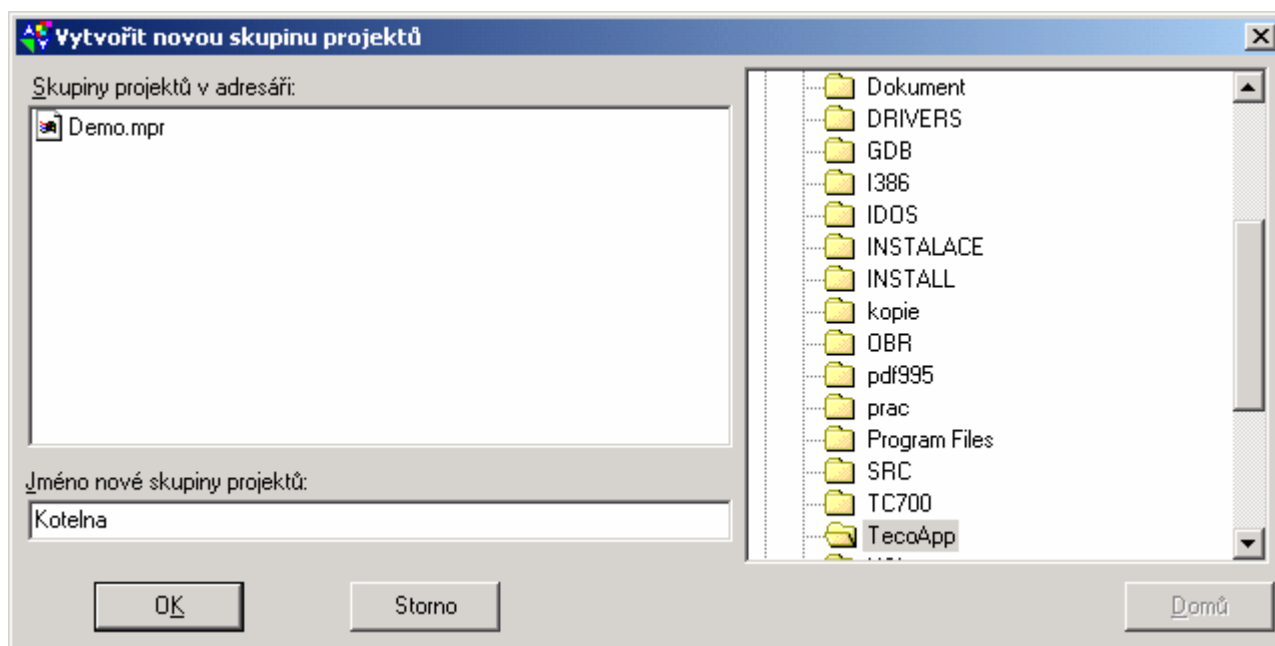 Vytvořit novou skupinu projektů
Skupiny projektů v adresáři:
Demo.mpr
Jméno nové skupiny projektů:
Kotelna
OK
Storno
Dokument
DRIVERS
GDB
I386
IDOS
INSTALACE
INSTALL
kopie
OBR
pdf995
prac
Program Files
SRC
TC700
TecoApp
Domů